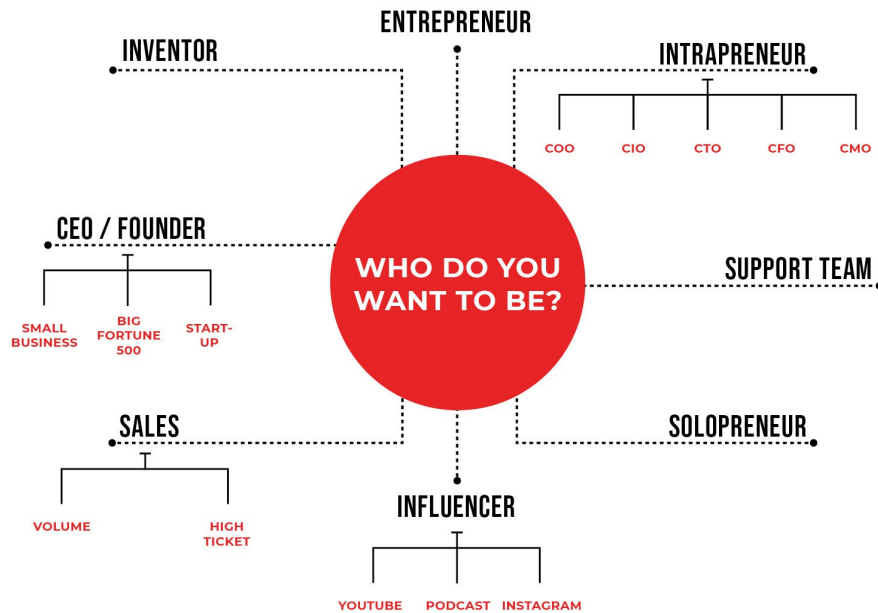 ENTREPRENEUR
INVENTOR
INTRAPRENEUR
COO CIO CTO CFO CMO
CEO / FOUNDER
SMALL
BUSINESS
BIG
FORTUNE
500
START-
UP
WHO DO YOU
WANT TO BE?
SUPPORT TEAM
SALES
VOLUME
HIGH
TICKET
SOLOPRENEUR
INFLUENCER
YOUTUBE PODCAST INSTAGRAM